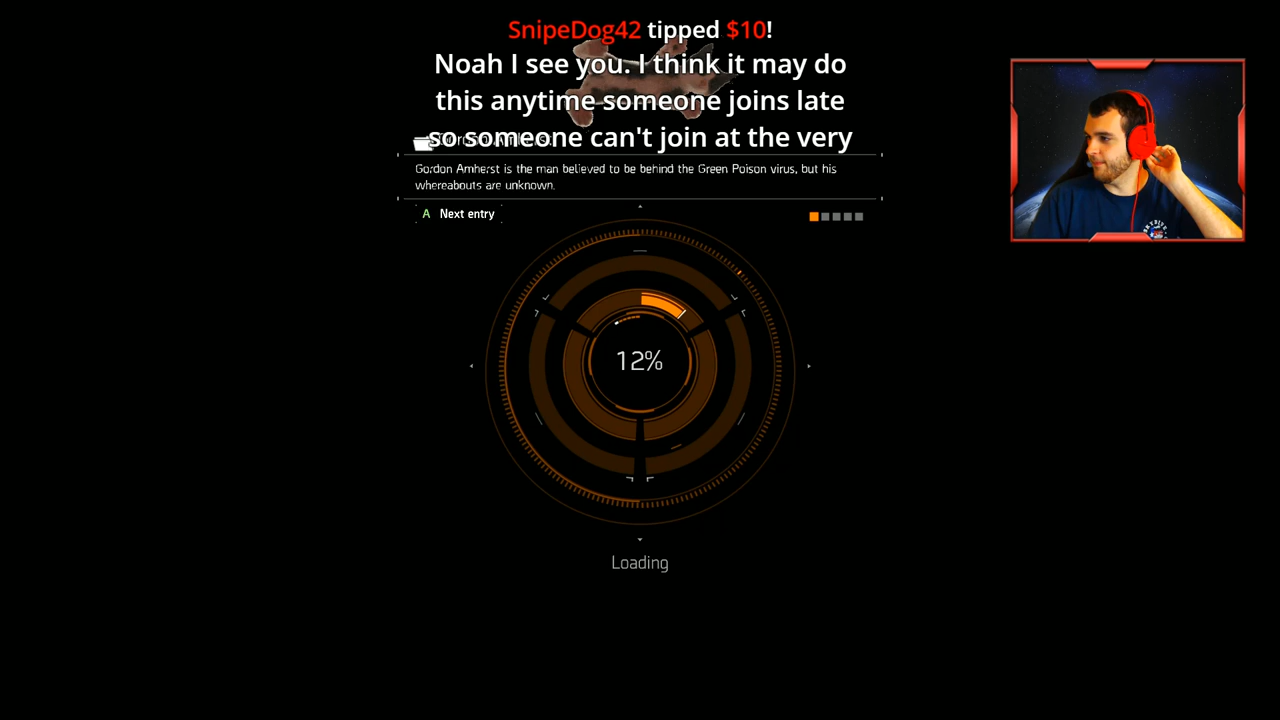 SnipeDog42 tipped $10!
Noah I see you. I think it may do
this anytime someone joins late
so someone can't join at the very
Gordon Amherst is the man believed to be behind the Green Poison virus, but his
whereabouts are unknown.
A Next entry
12%
Loading